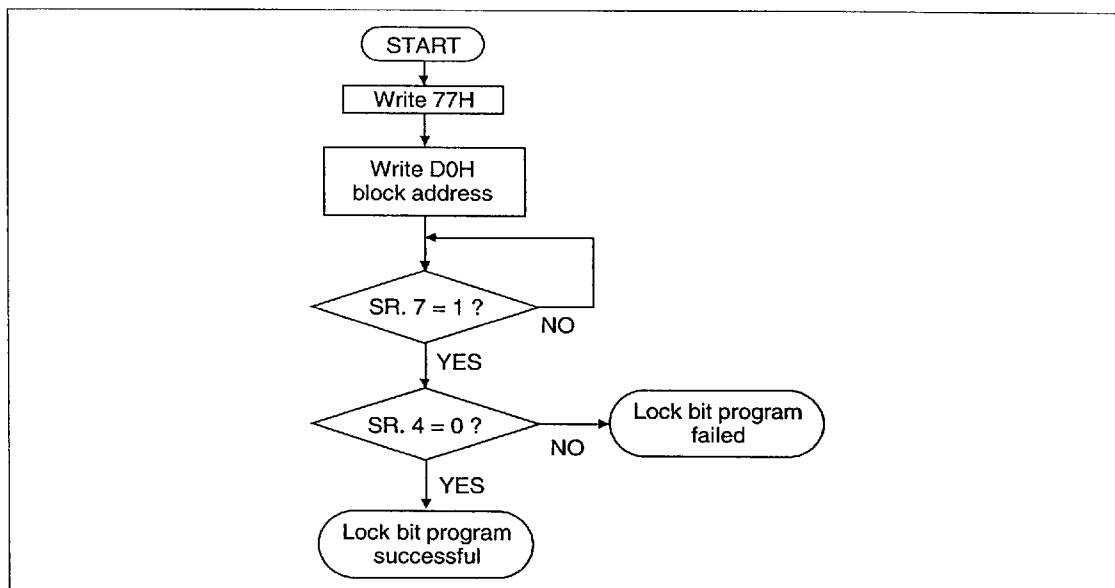 START
Write 77H
Write D0H
block address
SR. 7 = 1 ?
NO
YES
SR. 4 = 0 ?
NO
Lock bit program
failed
YES
Lock bit program
successful